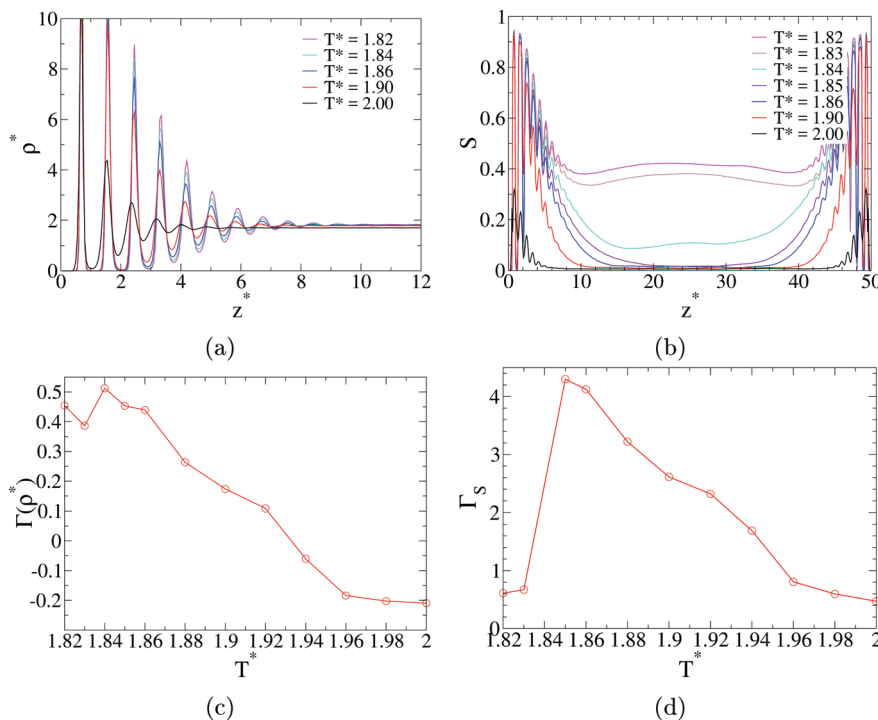 10
8
6
4
2
0
ρ*
T* = 1.82
T* = 1.84
T* = 1.86
T* = 1.90
T* = 2.00
0 2 4 6 8 10 12
z*
(a)
1
0.8
0.6
0.4
0.2
0
S
T* = 1.82
T* = 1.83
T* = 1.84
T* = 1.85
T* = 1.86
T* = 1.90
T* = 2.00
0 10 20 30 40 50
z*
(b)
0.5
0.4
0.3
0.2
0.1
0
-0.1
-0.2
Γ(ρ*)
1.82 1.84 1.86 1.88 1.9 1.92 1.94 1.96 1.98 2
T*
(c)
4
3
2
1
0
ΓS
1.82 1.84 1.86 1.88 1.9 1.92 1.94 1.96 1.98 2
T*
(d)